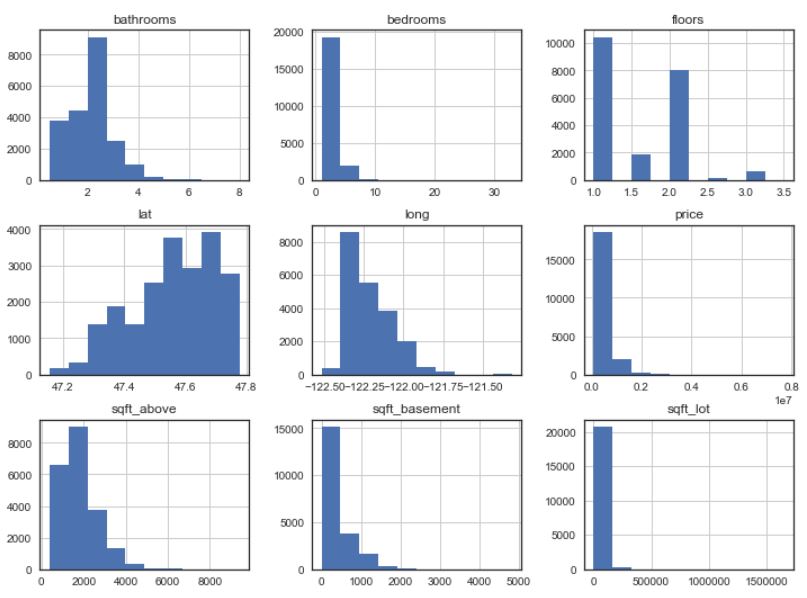 bathrooms
8000
6000
4000
2000
0
2 4 6 8
bedrooms
20000
15000
10000
5000
0
0 10 20 30
floors
10000
8000
6000
4000
2000
0
1.0 1.5 2.0 2.5 3.0 3.5
lat
4000
3000
2000
1000
0
47.2 47.4 47.6 47.8
long
8000
6000
4000
2000
0
−122.50 −122.25 −122.00 −121.75 −121.50
price
15000
10000
5000
0
0.0 0.2 0.4 0.6 0.8
1e7
sqft_above
8000
6000
4000
2000
0
0 2000 4000 6000 8000
sqft_basement
15000
10000
5000
0
0 1000 2000 3000 4000 5000
sqft_lot
20000
15000
10000
5000
0
0 500000 1000000 1500000